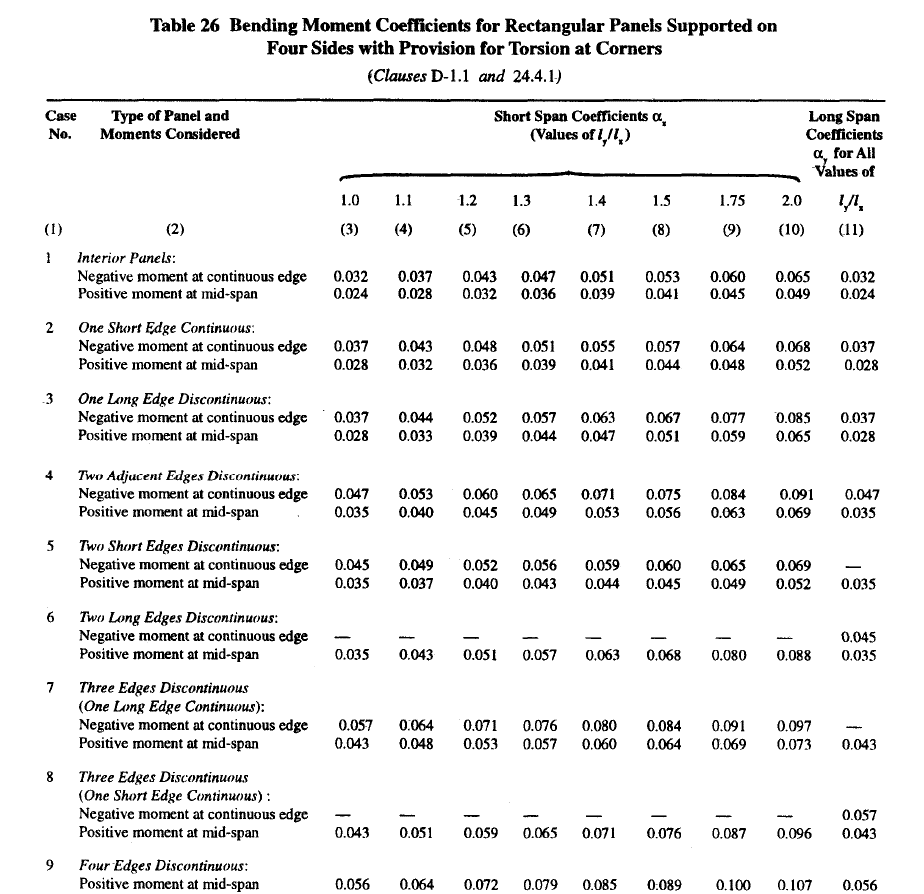 Table 26 Bending Moment Coefficients for Rectangular Panels Supported on
Four Sides with Provision for Torsion at Corners
(Clauses D-1.1 and 24.4.1)
Case Type of Panel and Short Span Coefficients αx Long Span
No. Moments Considered (Values of ly/lx) Coefficients
αy for All
Values of
1.0 1.1 1.2 1.3 1.4 1.5 1.75 2.0 ly/lx
(1) (2) (3) (4) (5) (6) (7) (8) (9) (10) (11)
1 Interior Panels:
Negative moment at continuous edge 0.032 0.037 0.043 0.047 0.051 0.053 0.060 0.065 0.032
Positive moment at mid-span 0.024 0.028 0.032 0.036 0.039 0.041 0.045 0.049 0.024
2 One Short Edge Continuous:
Negative moment at continuous edge 0.037 0.043 0.048 0.051 0.055 0.057 0.064 0.068 0.037
Positive moment at mid-span 0.028 0.032 0.036 0.039 0.041 0.044 0.048 0.052 0.028
3 One Long Edge Discontinuous:
Negative moment at continuous edge 0.037 0.044 0.052 0.057 0.063 0.067 0.077 0.085 0.037
Positive moment at mid-span 0.028 0.033 0.039 0.044 0.047 0.051 0.059 0.065 0.028
4 Two Adjacent Edges Discontinuous:
Negative moment at continuous edge 0.047 0.053 0.060 0.065 0.071 0.075 0.084 0.091 0.047
Positive moment at mid-span 0.035 0.040 0.045 0.049 0.053 0.056 0.063 0.069 0.035
5 Two Short Edges Discontinuous:
Negative moment at continuous edge 0.045 0.049 0.052 0.056 0.059 0.060 0.065 0.069 —
Positive moment at mid-span 0.035 0.037 0.040 0.043 0.044 0.045 0.049 0.052 0.035
6 Two Long Edges Discontinuous:
Negative moment at continuous edge — — — — — — — — 0.045
Positive moment at mid-span 0.035 0.043 0.051 0.057 0.063 0.068 0.080 0.088 0.035
7 Three Edges Discontinuous
(One Long Edge Continuous):
Negative moment at continuous edge 0.057 0.064 0.071 0.076 0.080 0.084 0.091 0.097 —
Positive moment at mid-span 0.043 0.048 0.053 0.057 0.060 0.064 0.069 0.073 0.043
8 Three Edges Discontinuous
(One Short Edge Continuous) :
Negative moment at continuous edge — — — — — — — — 0.057
Positive moment at mid-span 0.043 0.051 0.059 0.065 0.071 0.076 0.087 0.096 0.043
9 Four Edges Discontinuous:
Positive moment at mid-span 0.056 0.064 0.072 0.079 0.085 0.089 0.100 0.107 0.056